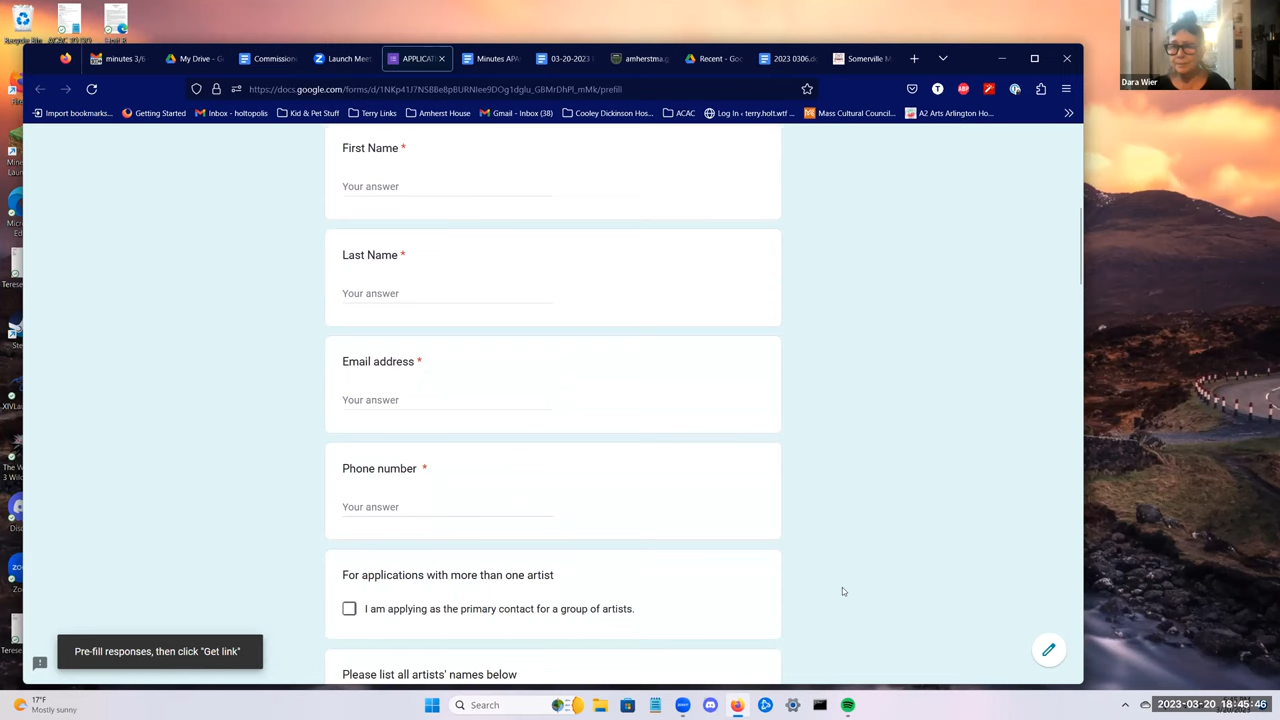 Recycle Bin
Dara Wier
minutes 3/6
My Drive - G
Commission
Launch Meet
APPLICATI
Minutes APA
03-20-2023
amherstma.g
Recent - Goo
2023 0306.do
Somerville M
https://docs.google.com/forms/d/
/prefill
Import bookmarks...
Getting Started
Inbox - holtopolis
Kid & Pet Stuff
Terry Links
Amherst House
Gmail - Inbox (38)
Cooley Dickinson Hos...
ACAC
Log In ‹ terry.holt.wtf ...
Mass Cultural Council...
A2 Arts Arlington Ho...
First Name *
Your answer
Last Name *
Your answer
Email address *
Your answer
Phone number *
Your answer
For applications with more than one artist
I am applying as the primary contact for a group of artists.
Please list all artists' names below
Pre-fill responses, then click "Get link"
17°F
Mostly sunny
Search
2023-03-20 18:45:46